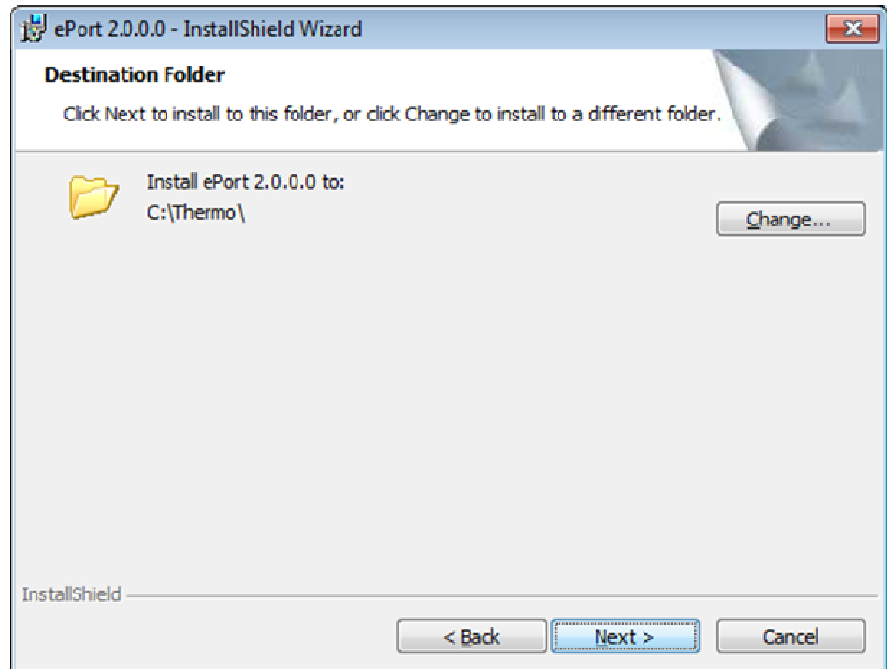 ePort 2.0.0.0 - InstallShield Wizard
Destination Folder
Click Next to install to this folder, or click Change to install to a different folder.
Install ePort 2.0.0.0 to:
C:\Thermo\
Change...
InstallShield
< Back
Next >
Cancel